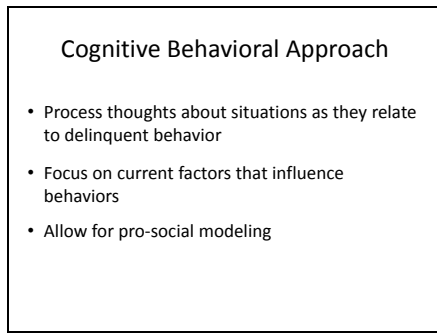 Cognitive Behavioral Approach
• Process thoughts about situations as they relate
to delinquent behavior
• Focus on current factors that influence
behaviors
• Allow for pro-social modeling